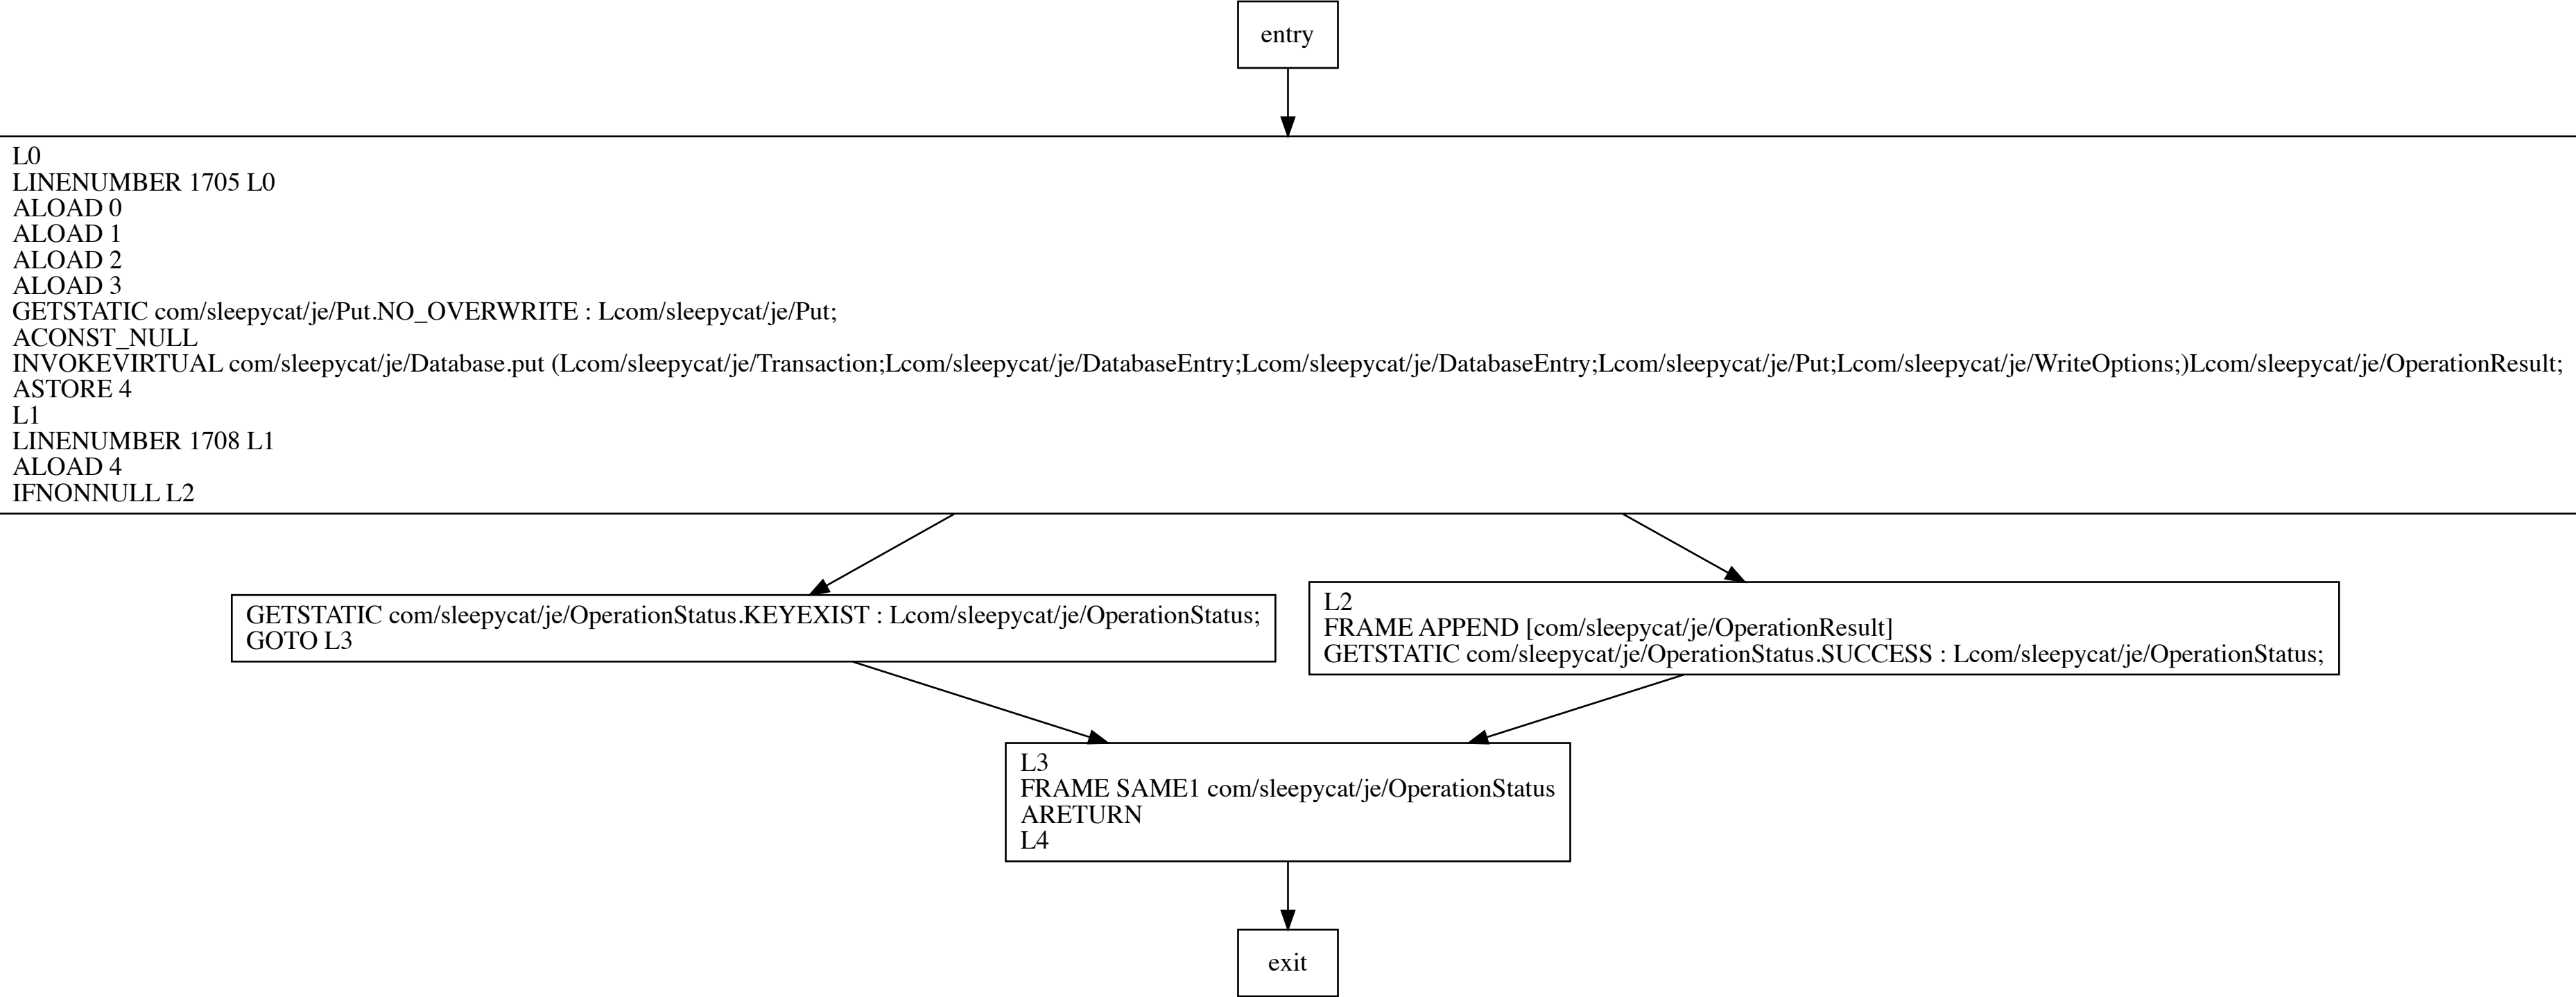 entry
L0
LINENUMBER 1705 L0
ALOAD 0
ALOAD 1
ALOAD 2
ALOAD 3
GETSTATIC com/sleepycat/je/Put.NO_OVERWRITE : Lcom/sleepycat/je/Put;
ACONST_NULL
INVOKEVIRTUAL com/sleepycat/je/Database.put (Lcom/sleepycat/je/Transaction;Lcom/sleepycat/je/DatabaseEntry;Lcom/sleepycat/je/DatabaseEntry;Lcom/sleepycat/je/Put;Lcom/sleepycat/je/WriteOptions;)Lcom/sleepycat/je/OperationResult;
ASTORE 4
L1
LINENUMBER 1708 L1
ALOAD 4
IFNONNULL L2
GETSTATIC com/sleepycat/je/OperationStatus.KEYEXIST : Lcom/sleepycat/je/OperationStatus;
GOTO L3
L2
FRAME APPEND [com/sleepycat/je/OperationResult]
GETSTATIC com/sleepycat/je/OperationStatus.SUCCESS : Lcom/sleepycat/je/OperationStatus;
L3
FRAME SAME1 com/sleepycat/je/OperationStatus
ARETURN
L4
exit